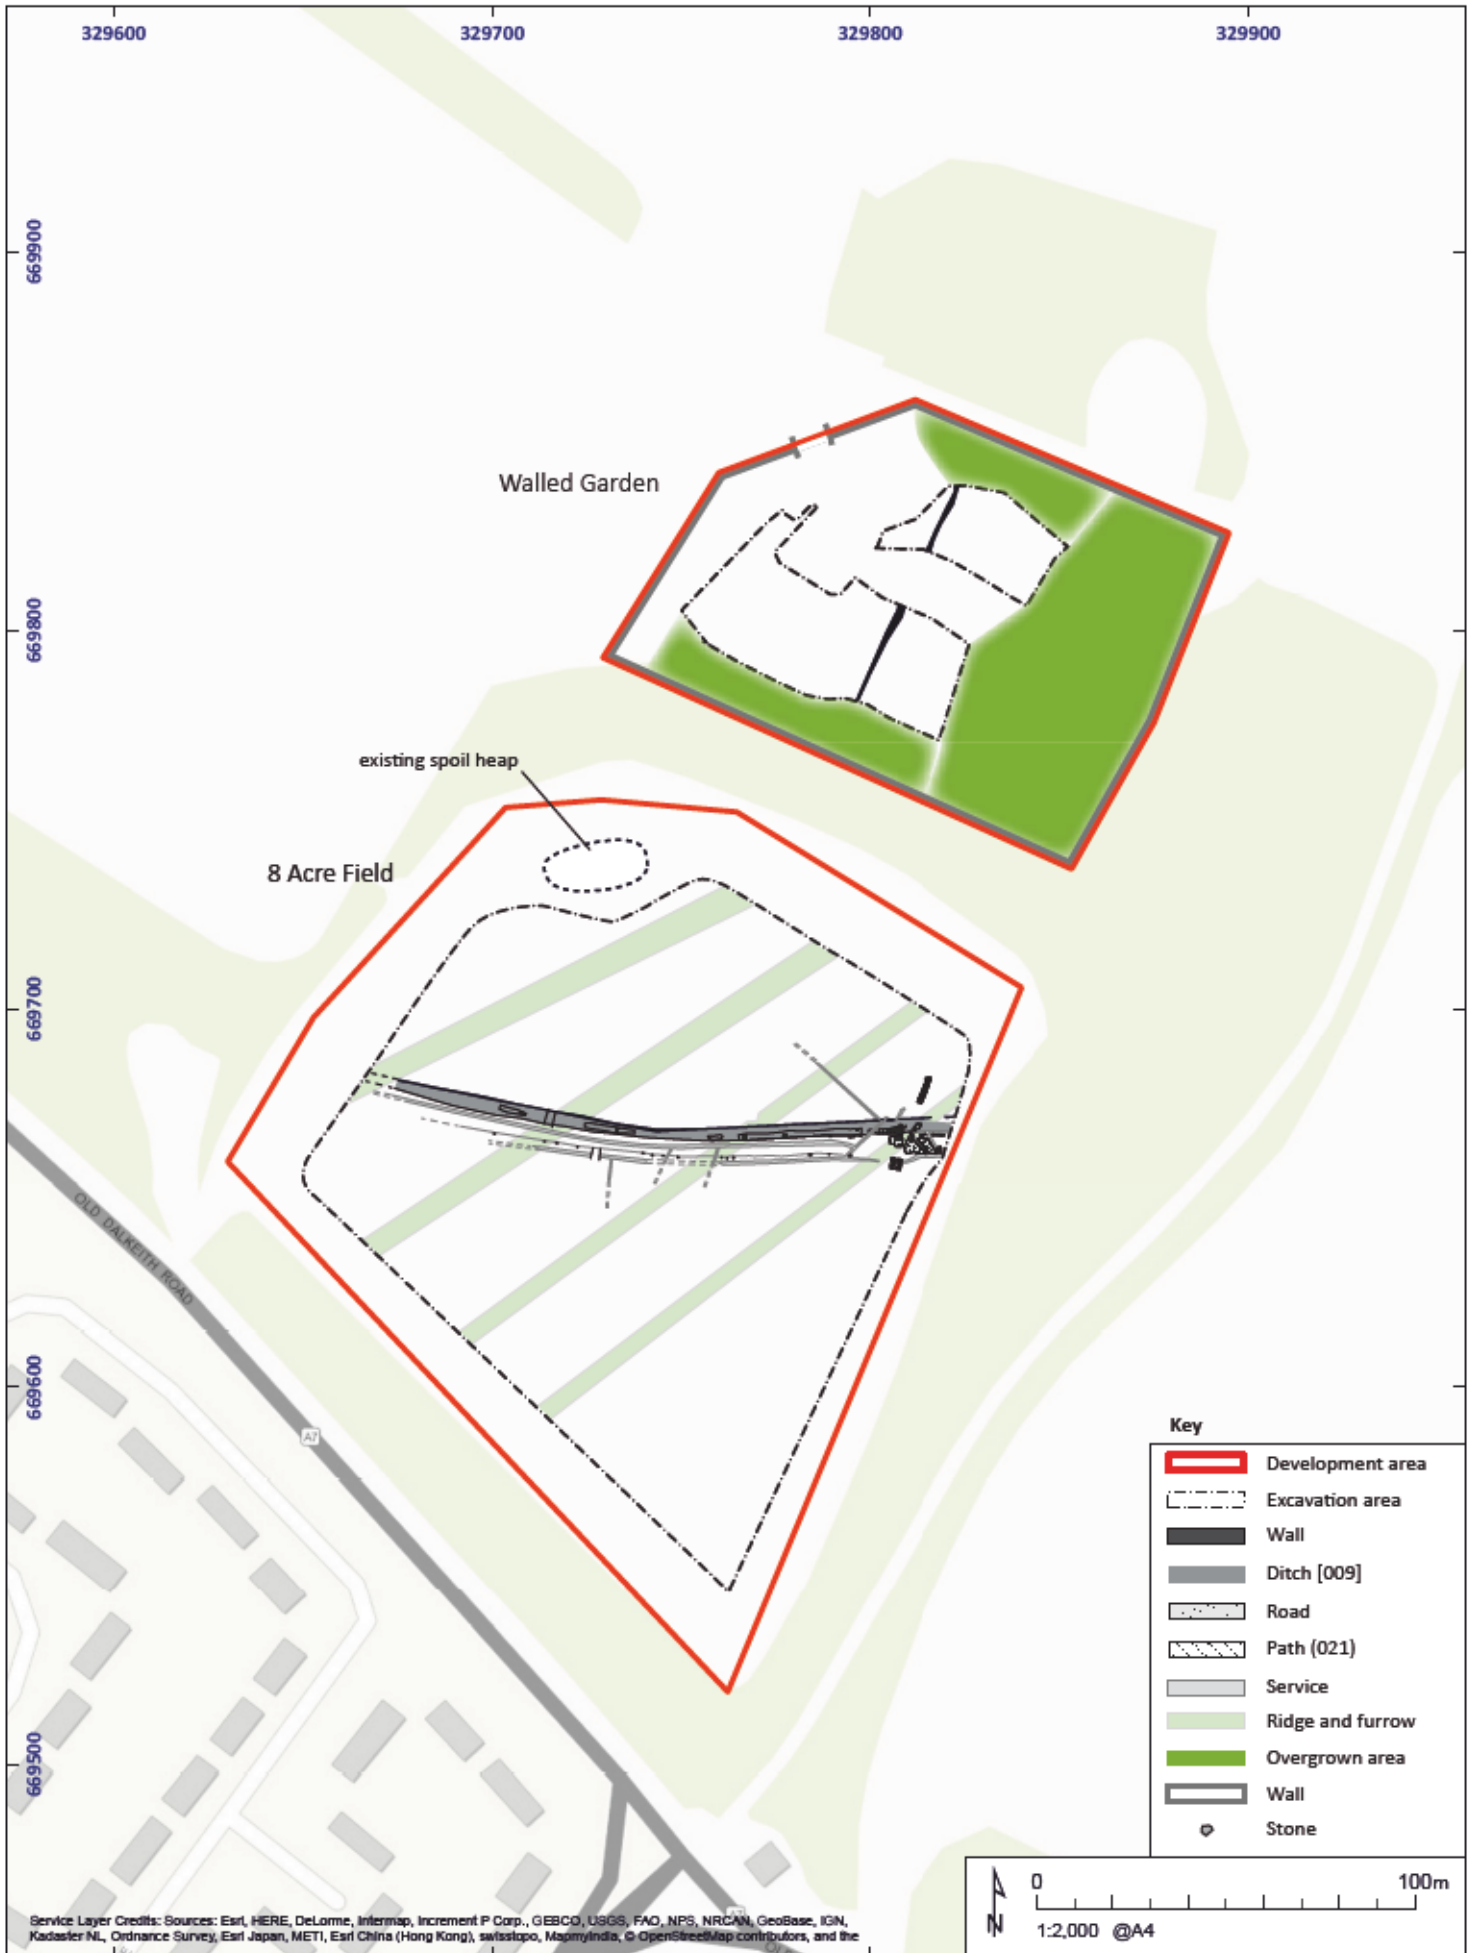 329600
329700
329800
329900
669900
Walled Garden
669800
existing spoil heap
8 Acre Field
669700
OLD DALKEITH ROAD
669600
A7
Key
Development area
Excavation area
Wall
Ditch [009]
Road
Path (021)
Service
Ridge and furrow
Overgrown area
Wall
Stone
669500
0
100m
N
1:2,000 @A4
A7
Service Layer Credits: Sources: Esri, HERE, DeLorme, Intermap, Increment P Corp., GEBCO, USGS, FAO, NPS, NRCAN, GeoBase, IGN,
Kadaster NL, Ordnance Survey, Esri Japan, METI, Esri China (Hong Kong), swisstopo, MapmyIndia, © OpenStreetMap contributors, and the